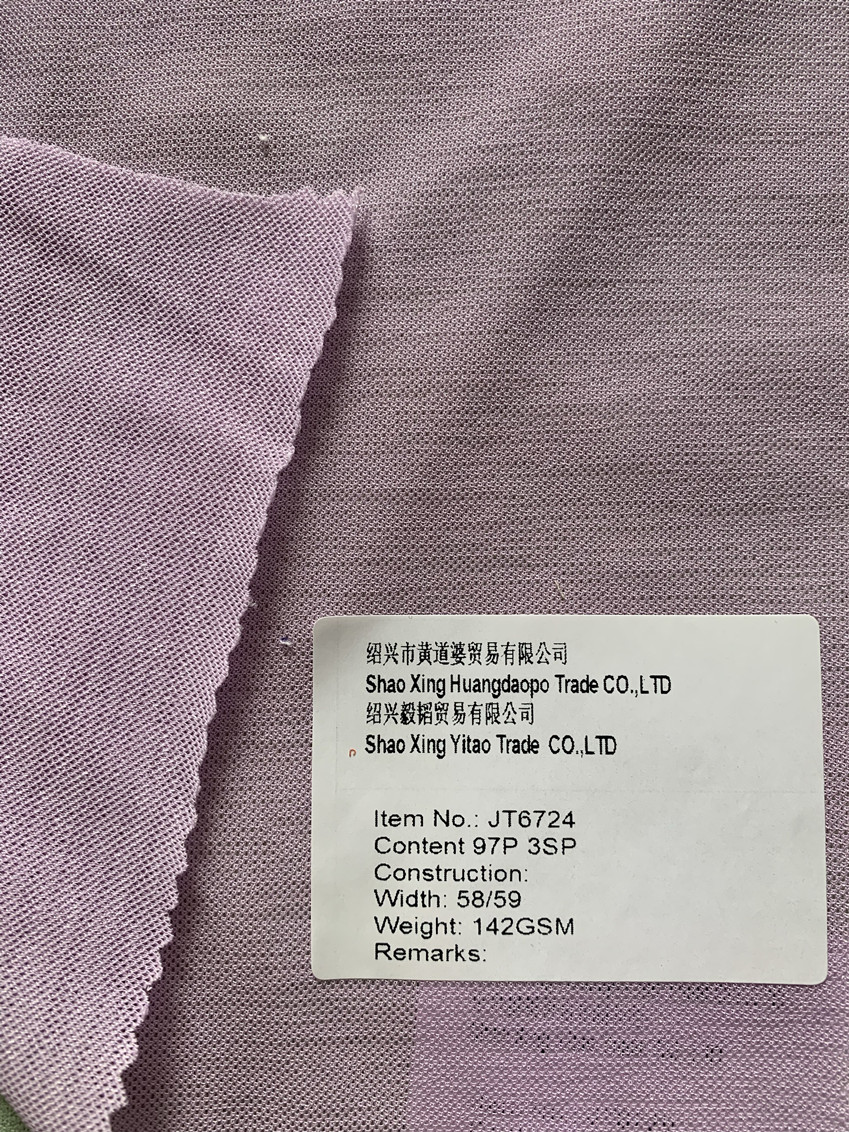 绍兴市黄道婆贸易有限公司
Shao Xing Huangdaopo Trade CO.,LTD
绍兴毅韬贸易有限公司
Shao Xing Yitao Trade CO.,LTD
Item No.: JT6724
Content 97P 3SP
Construction:
Width: 58/59
Weight: 142GSM
Remarks: